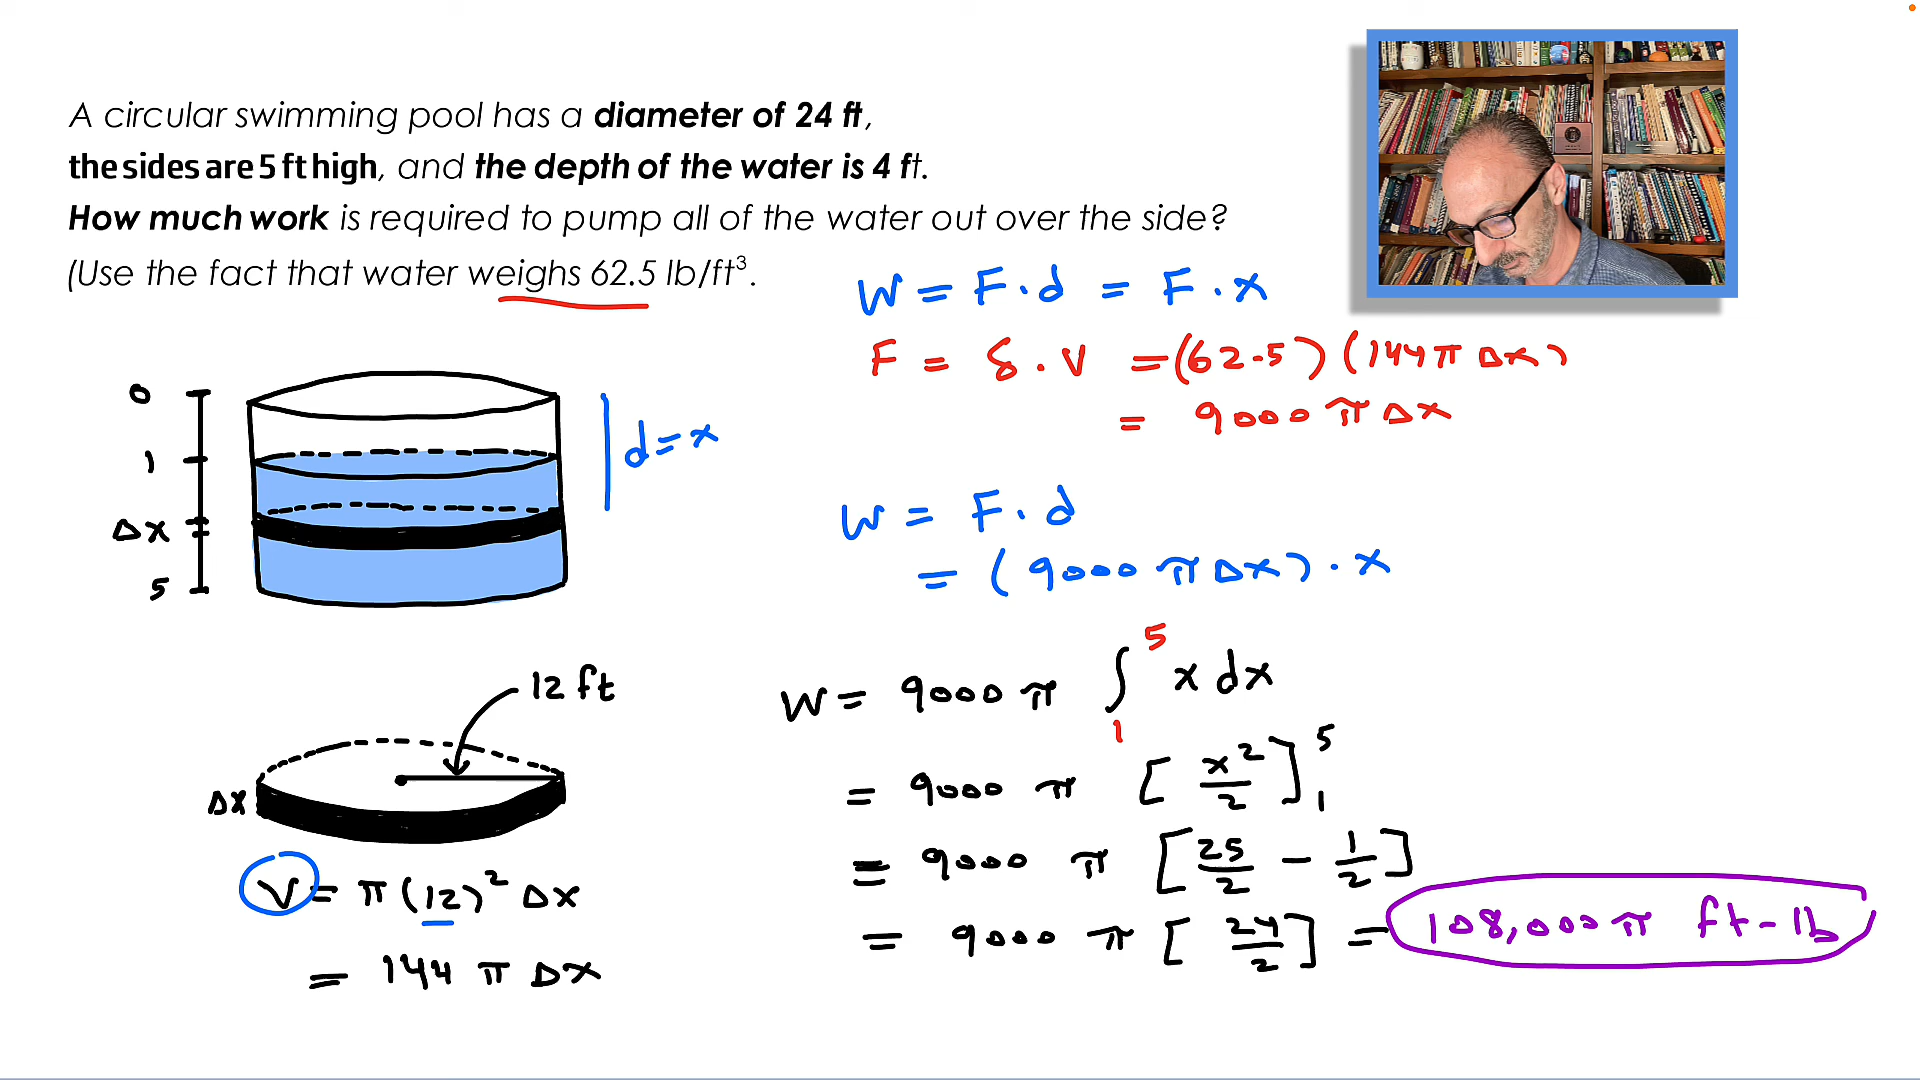 A circular swimming pool has a diameter of 24 ft,
the sides are 5 ft high, and the depth of the water is 4 ft.
How much work is required to pump all of the water out over the side?
(Use the fact that water weighs 62.5 lb/ft³.
W = F · d = F · x
F = δ · V = (62.5) (144π Δx)
= 9000 π Δx
0
1
Δx
5
d = x
W = F · d
= (9000 π Δx) · x
12 ft
Δx
V = π (12)² Δx
= 144 π Δx
W = 9000 π ∫₁⁵ x dx
= 9000 π [x²/2]₁⁵
= 9000 π [25/2 − 1/2]
= 9000 π [24/2] = 108,000 π ft-lb